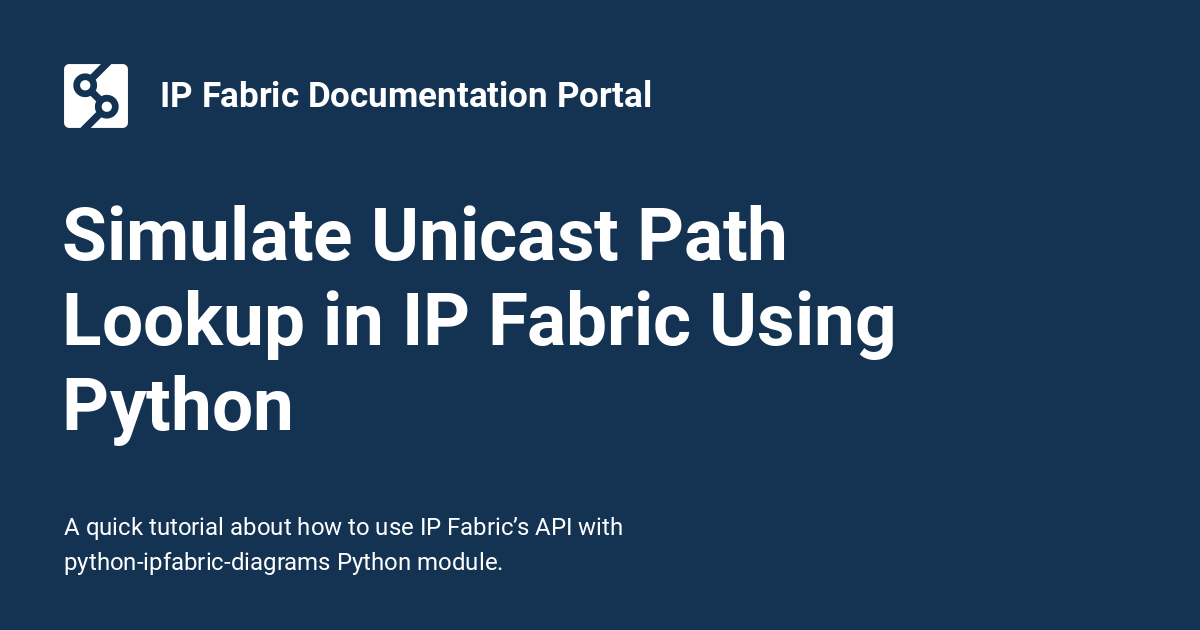 IP Fabric Documentation Portal
Simulate Unicast Path
Lookup in IP Fabric Using
Python
A quick tutorial about how to use IP Fabric’s API with
python-ipfabric-diagrams Python module.